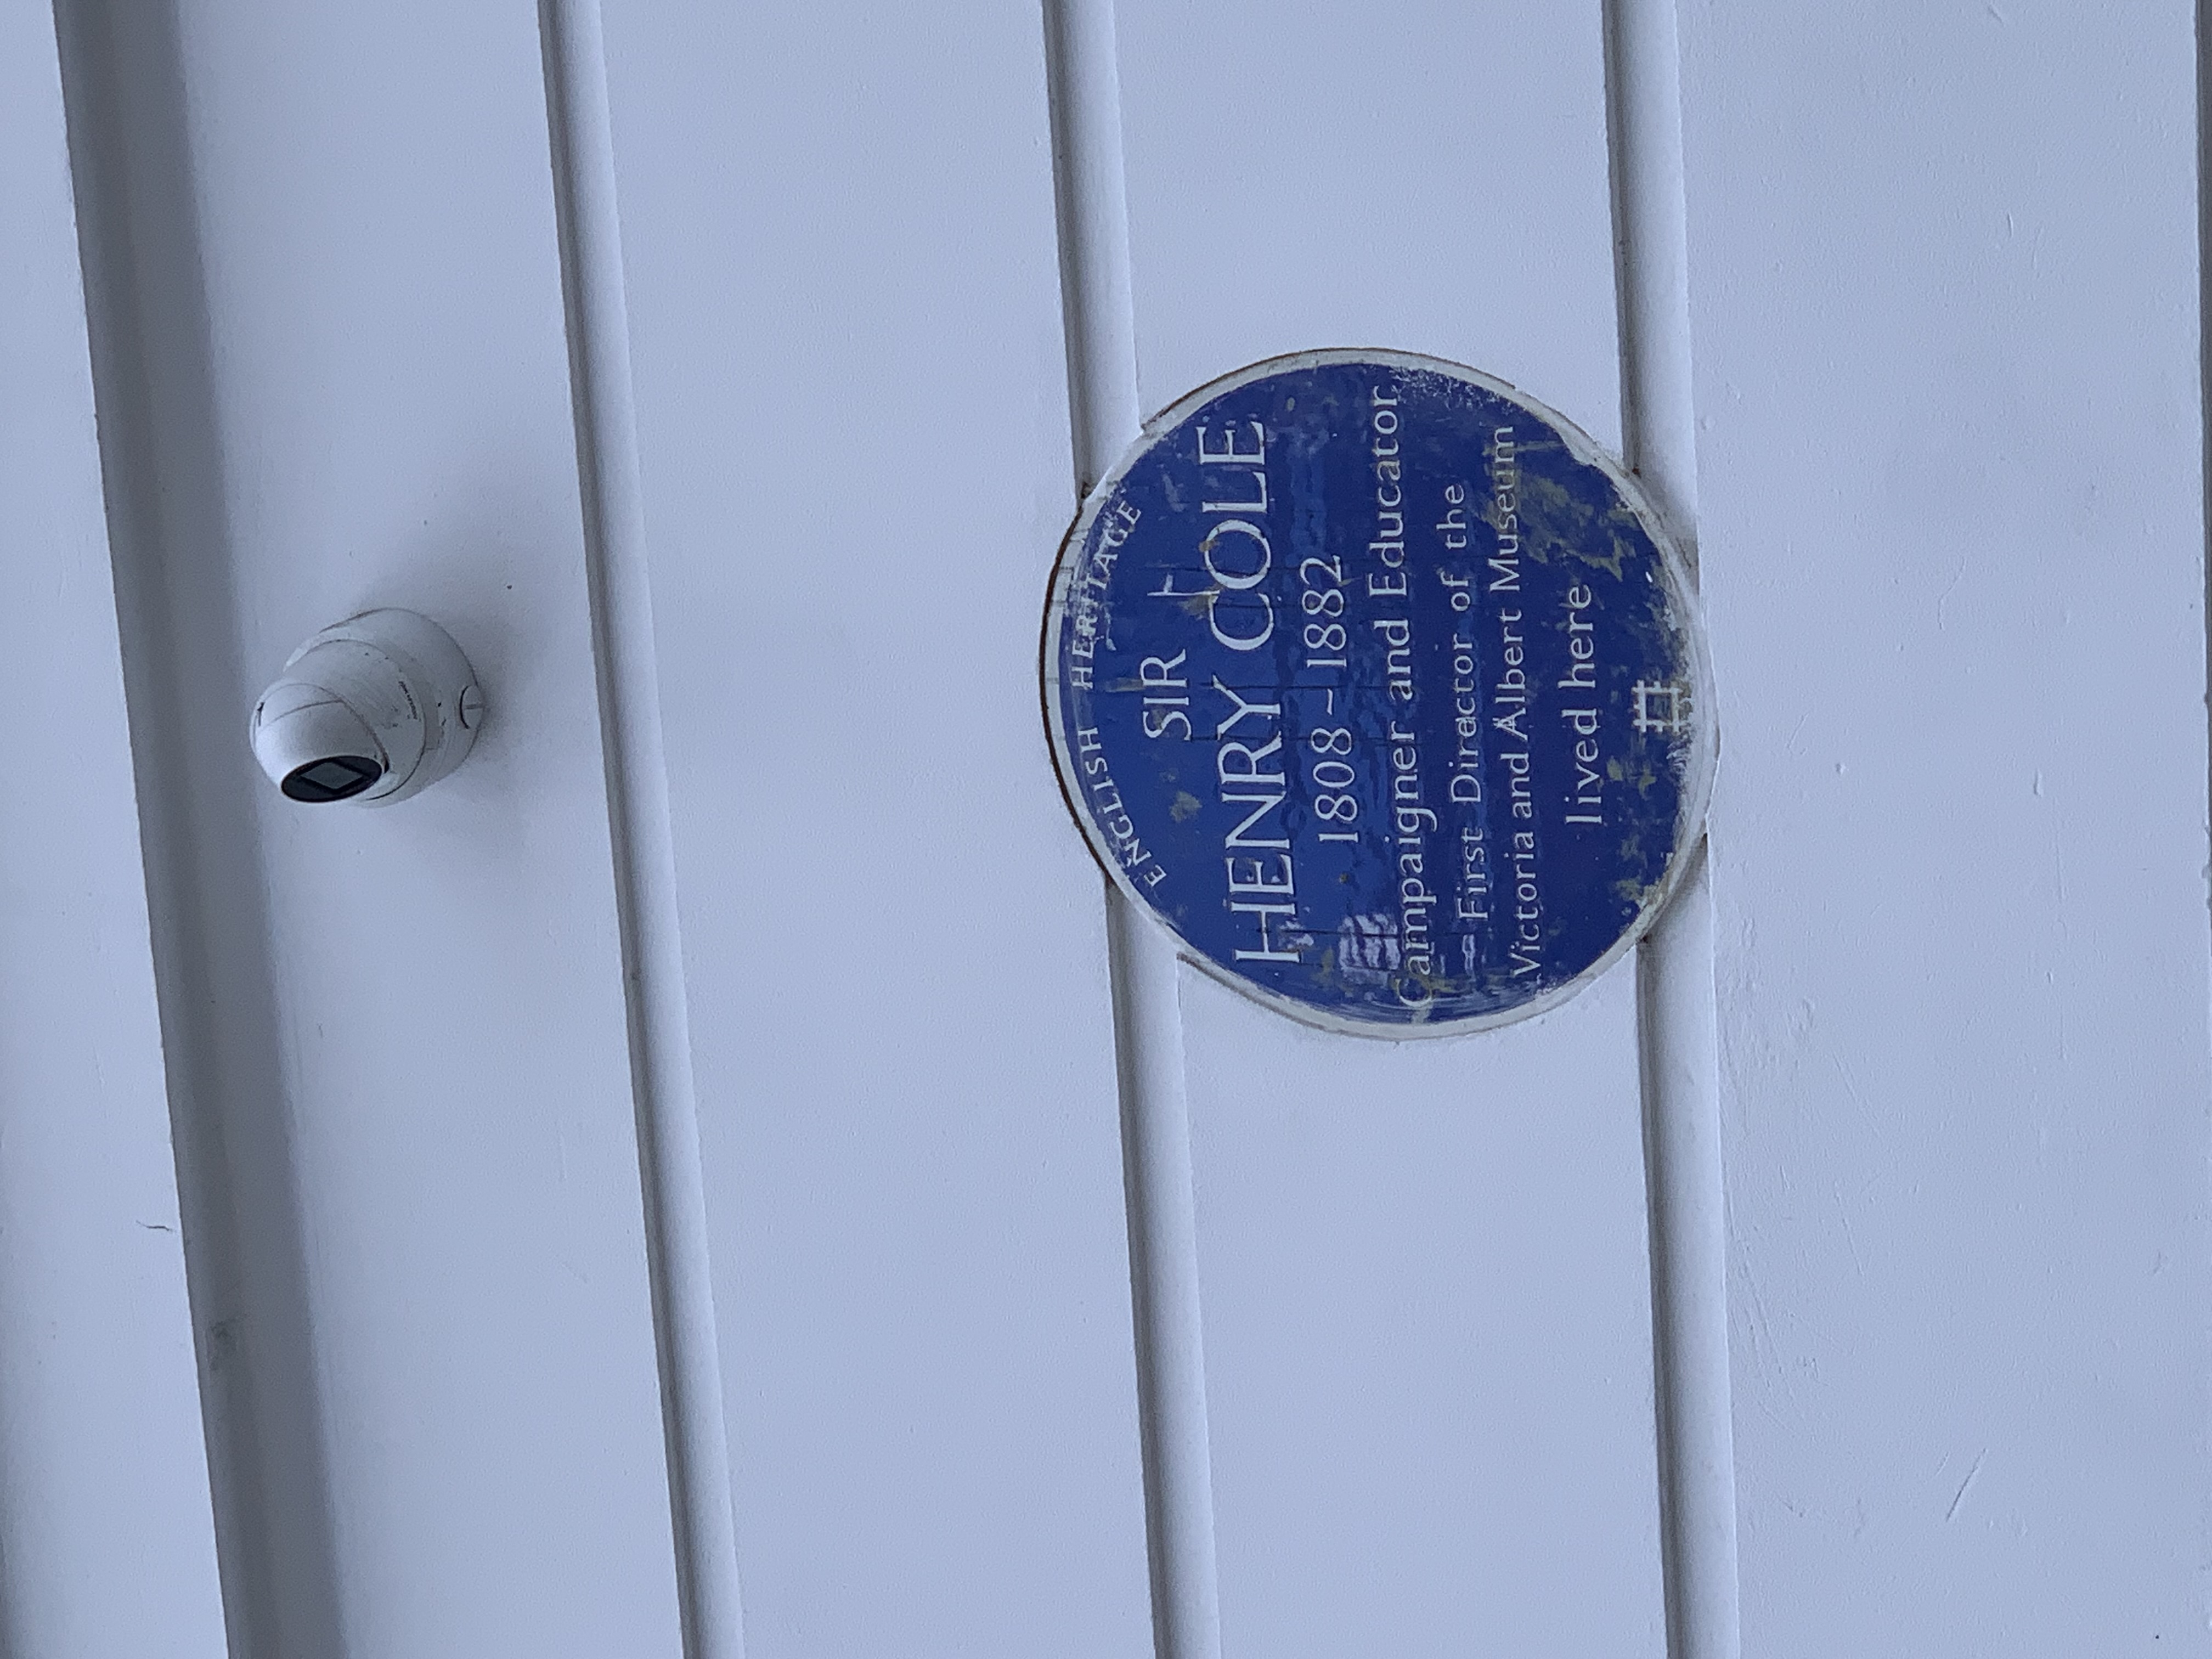 ENGLISH HERITAGE
SIR
HENRY COLE
1808~1882
Campaigner and Educator
First Director of the
Victoria and Albert Museum
lived here